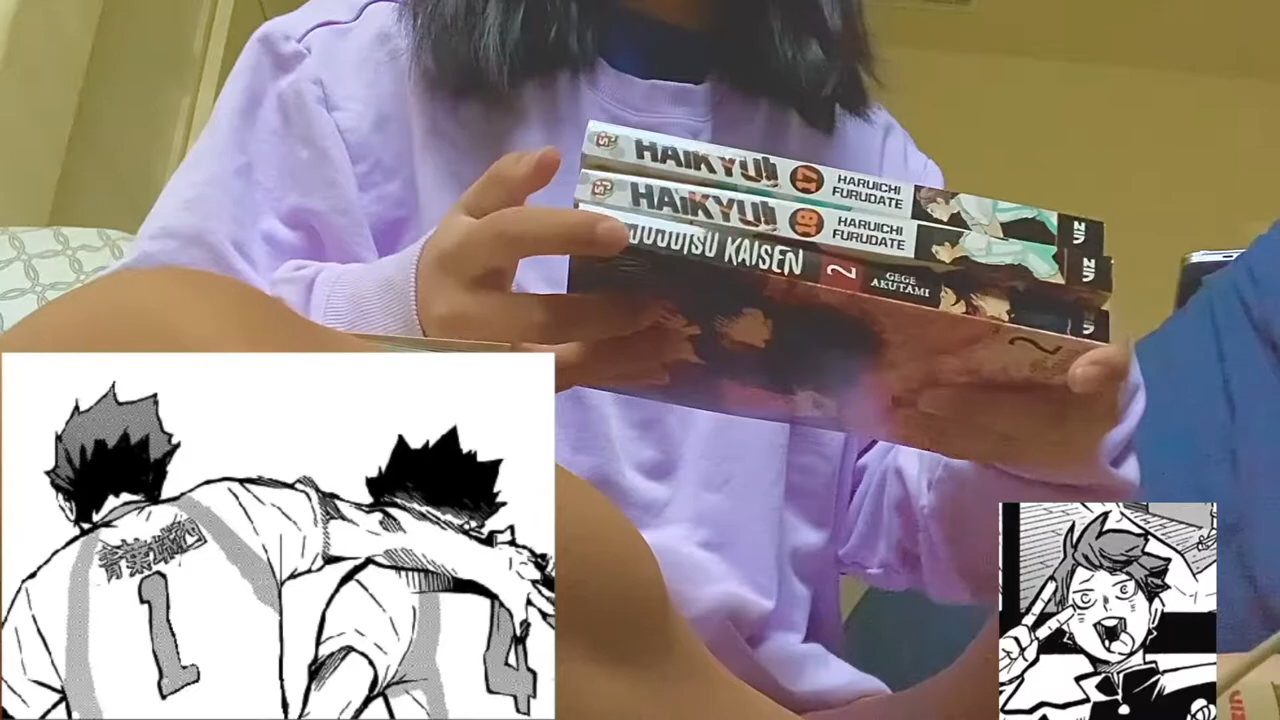 HAIKYU!!
17
HARUICHI
FURUDATE
VIZ
HAIKYU!!
18
HARUICHI
FURUDATE
VIZ
JUJUTSU KAISEN
2
GEGE
AKUTAMI
VIZ
2
青葉城西
1
4